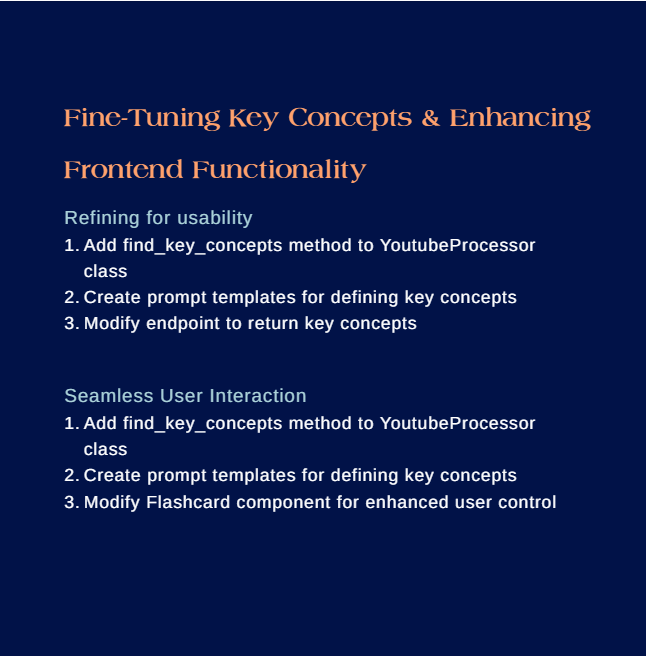 Fine-Tuning Key Concepts & Enhancing
Frontend Functionality
Refining for usability
1. Add find_key_concepts method to YoutubeProcessor
class
2. Create prompt templates for defining key concepts
3. Modify endpoint to return key concepts
Seamless User Interaction
1. Add find_key_concepts method to YoutubeProcessor
class
2. Create prompt templates for defining key concepts
3. Modify Flashcard component for enhanced user control